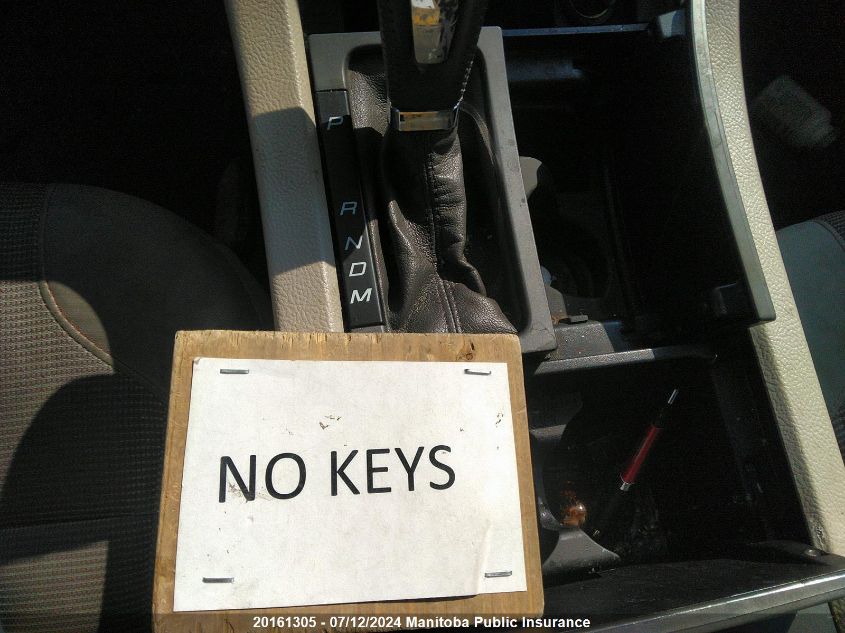 P
R
N
D
M
NO KEYS
20161305 - 07/12/2024 Manitoba Public Insurance